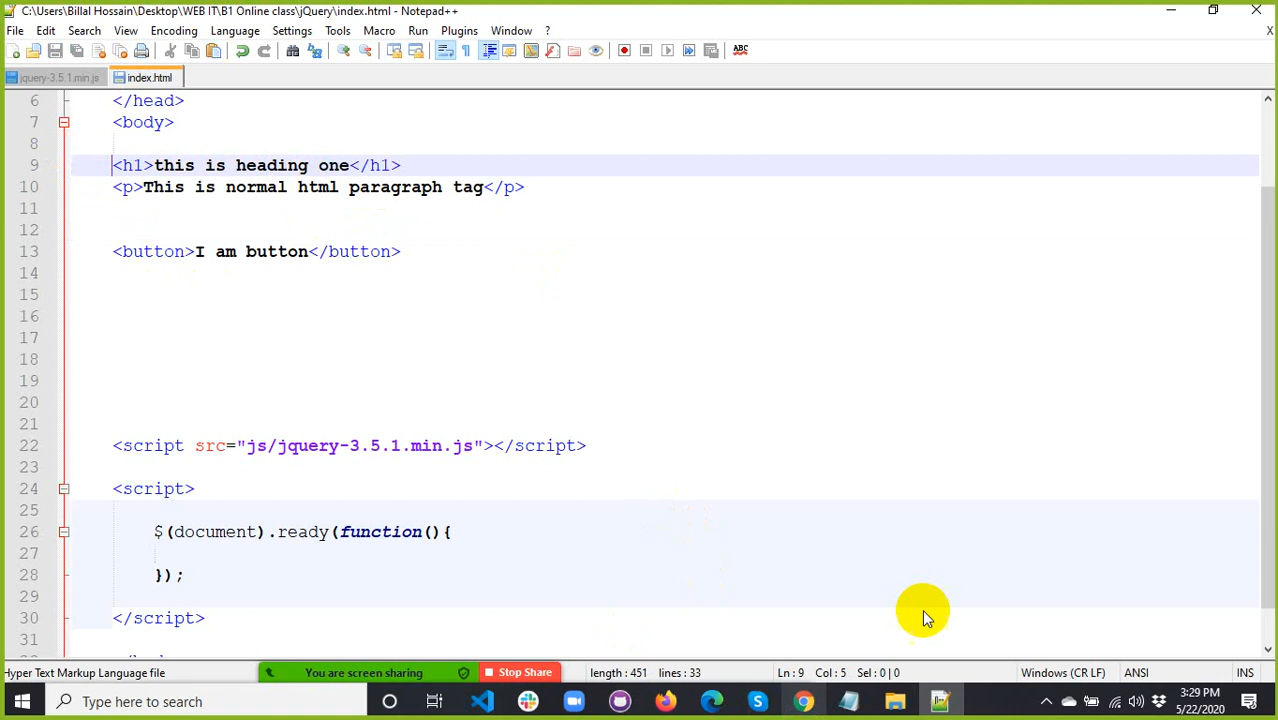 C:\Users\Billal Hossain\Desktop\WEB IT\B1 Online class\jQuery\index.html - Notepad++
File Edit Search View Encoding Language Settings Tools Macro Run Plugins Window ? X
ABC
jquery-3.5.1.min.js index.html
6 </head>
7 <body>
8
9 <h1>this is heading one</h1>
10 <p>This is normal html paragraph tag</p>
11
12
13 <button>I am button</button>
14
15
16
17
18
19
20
21
22 <script src="js/jquery-3.5.1.min.js"></script>
23
24 <script>
25
26 $(document).ready(function(){
27
28 });
29
30 </script>
31
Hyper Text Markup Language file You are screen sharing Stop Share length : 451 lines : 33 Ln : 9 Col : 5 Sel : 0 | 0 Windows (CR LF) ANSI INS
Type here to search 3:29 PM
5/22/2020